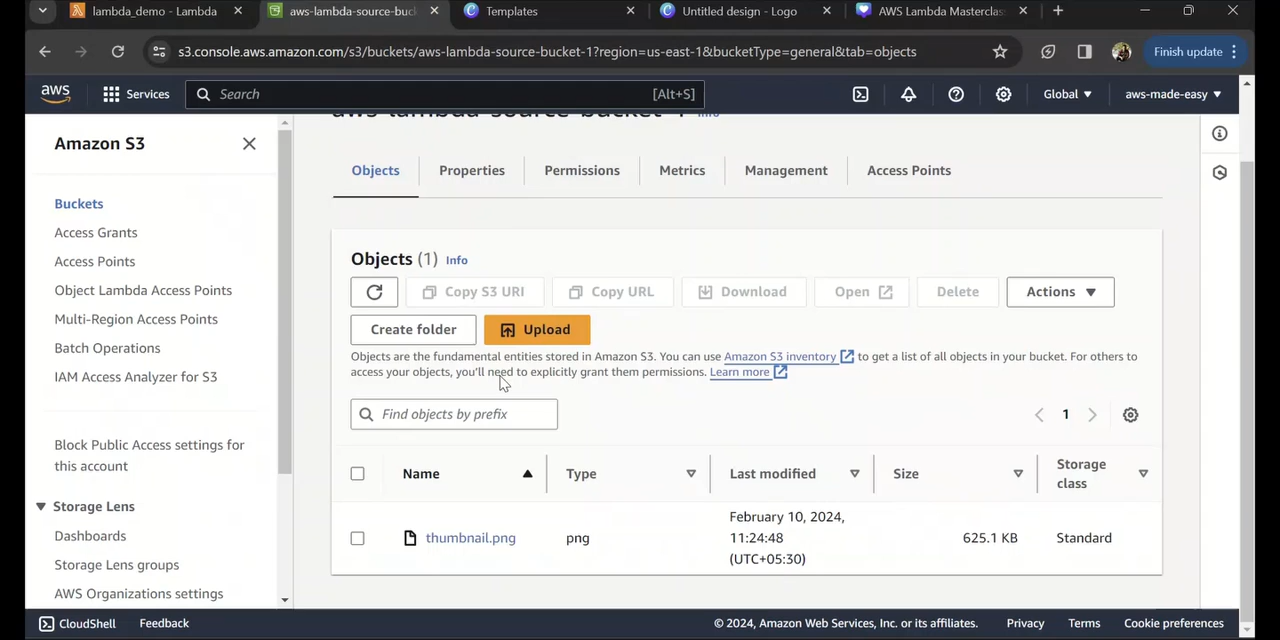 lambda_demo - Lambda
aws-lambda-source-buc
Templates
Untitled design - Logo
AWS Lambda Masterclas
s3.console.aws.amazon.com/s3/buckets/aws-lambda-source-bucket-1?region=us-east-1&bucketType=general&tab=objects
Finish update
aws
Services
Search
[Alt+S]
Global
aws-made-easy
Amazon S3
aws-lambda-source-bucket-1
Info
Buckets
Access Grants
Access Points
Object Lambda Access Points
Multi-Region Access Points
Batch Operations
IAM Access Analyzer for S3
Block Public Access settings for
this account
Storage Lens
Dashboards
Storage Lens groups
AWS Organizations settings
Objects
Properties
Permissions
Metrics
Management
Access Points
Objects (1) Info
Copy S3 URI
Copy URL
Download
Open
Delete
Actions
Create folder
Upload
Objects are the fundamental entities stored in Amazon S3. You can use Amazon S3 inventory to get a list of all objects in your bucket. For others to
access your objects, you'll need to explicitly grant them permissions. Learn more
Find objects by prefix
1
Name
Type
Last modified
Size
Storage
class
thumbnail.png
png
February 10, 2024,
11:24:48
(UTC+05:30)
625.1 KB
Standard
CloudShell
Feedback
© 2024, Amazon Web Services, Inc. or its affiliates.
Privacy
Terms
Cookie preferences